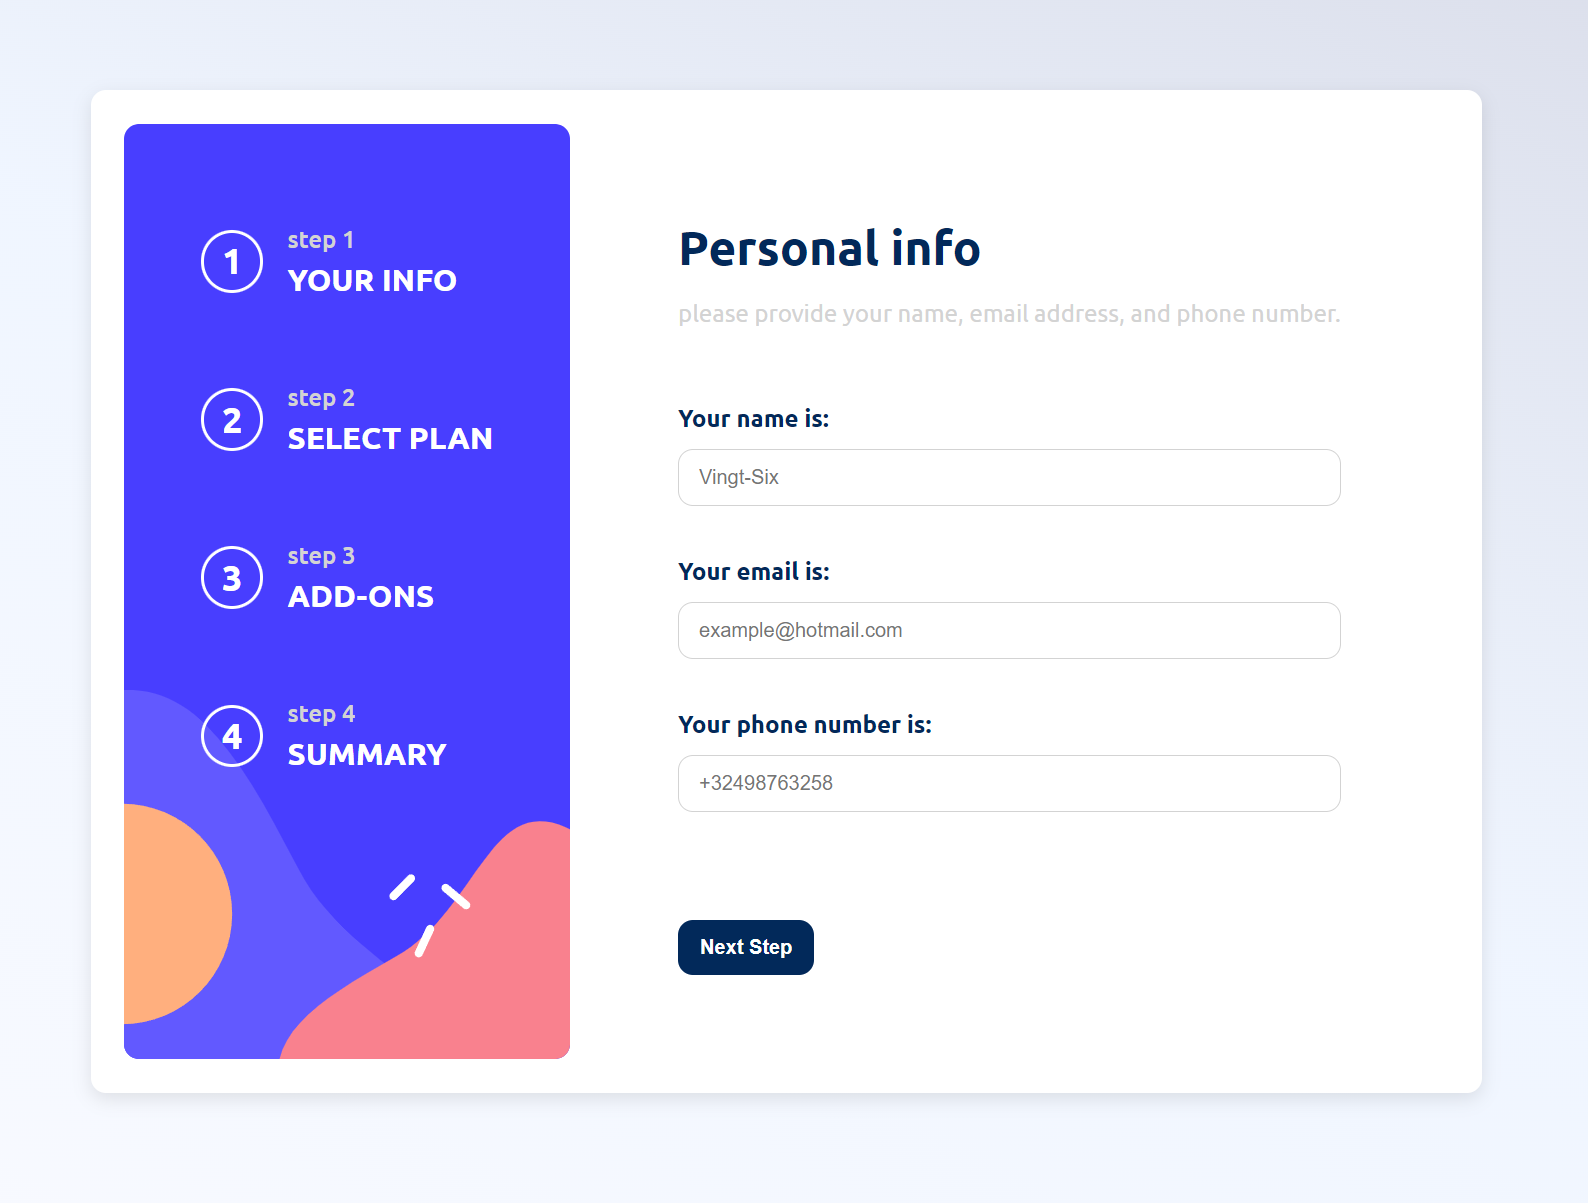 1
step 1
YOUR INFO
2
step 2
SELECT PLAN
3
step 3
ADD-ONS
4
step 4
SUMMARY
Personal info
please provide your name, email address, and phone number.
Your name is:
Vingt-Six
Your email is:
example@hotmail.com
Your phone number is:
+32498763258
Next Step